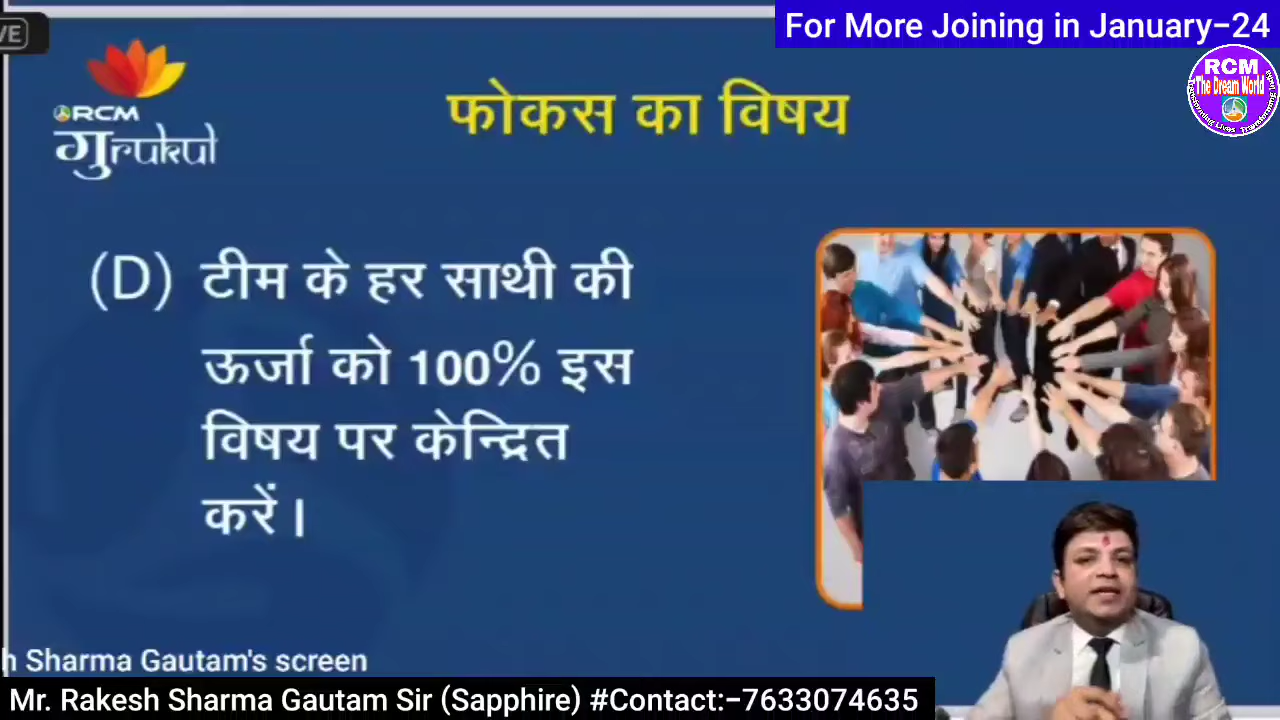 VE
For More Joining in January-24
RCM
The Dream World
RCM
गुrukul
फोकस का विषय
(D) टीम के हर साथी की
ऊर्जा को 100% इस
विषय पर केन्द्रित
करें।
h Sharma Gautam's screen
Mr. Rakesh Sharma Gautam Sir (Sapphire) #Contact:-7633074635